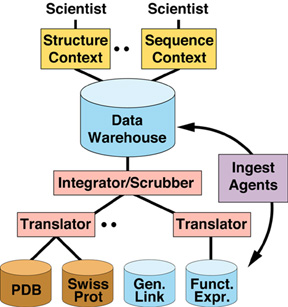 Scientist Scientist
Structure Sequence
Context Context
Data
Warehouse
Integrator/Scrubber
Ingest
Agents
Translator Translator
PDB Swiss Gen. Funct.
Prot Link Expr.